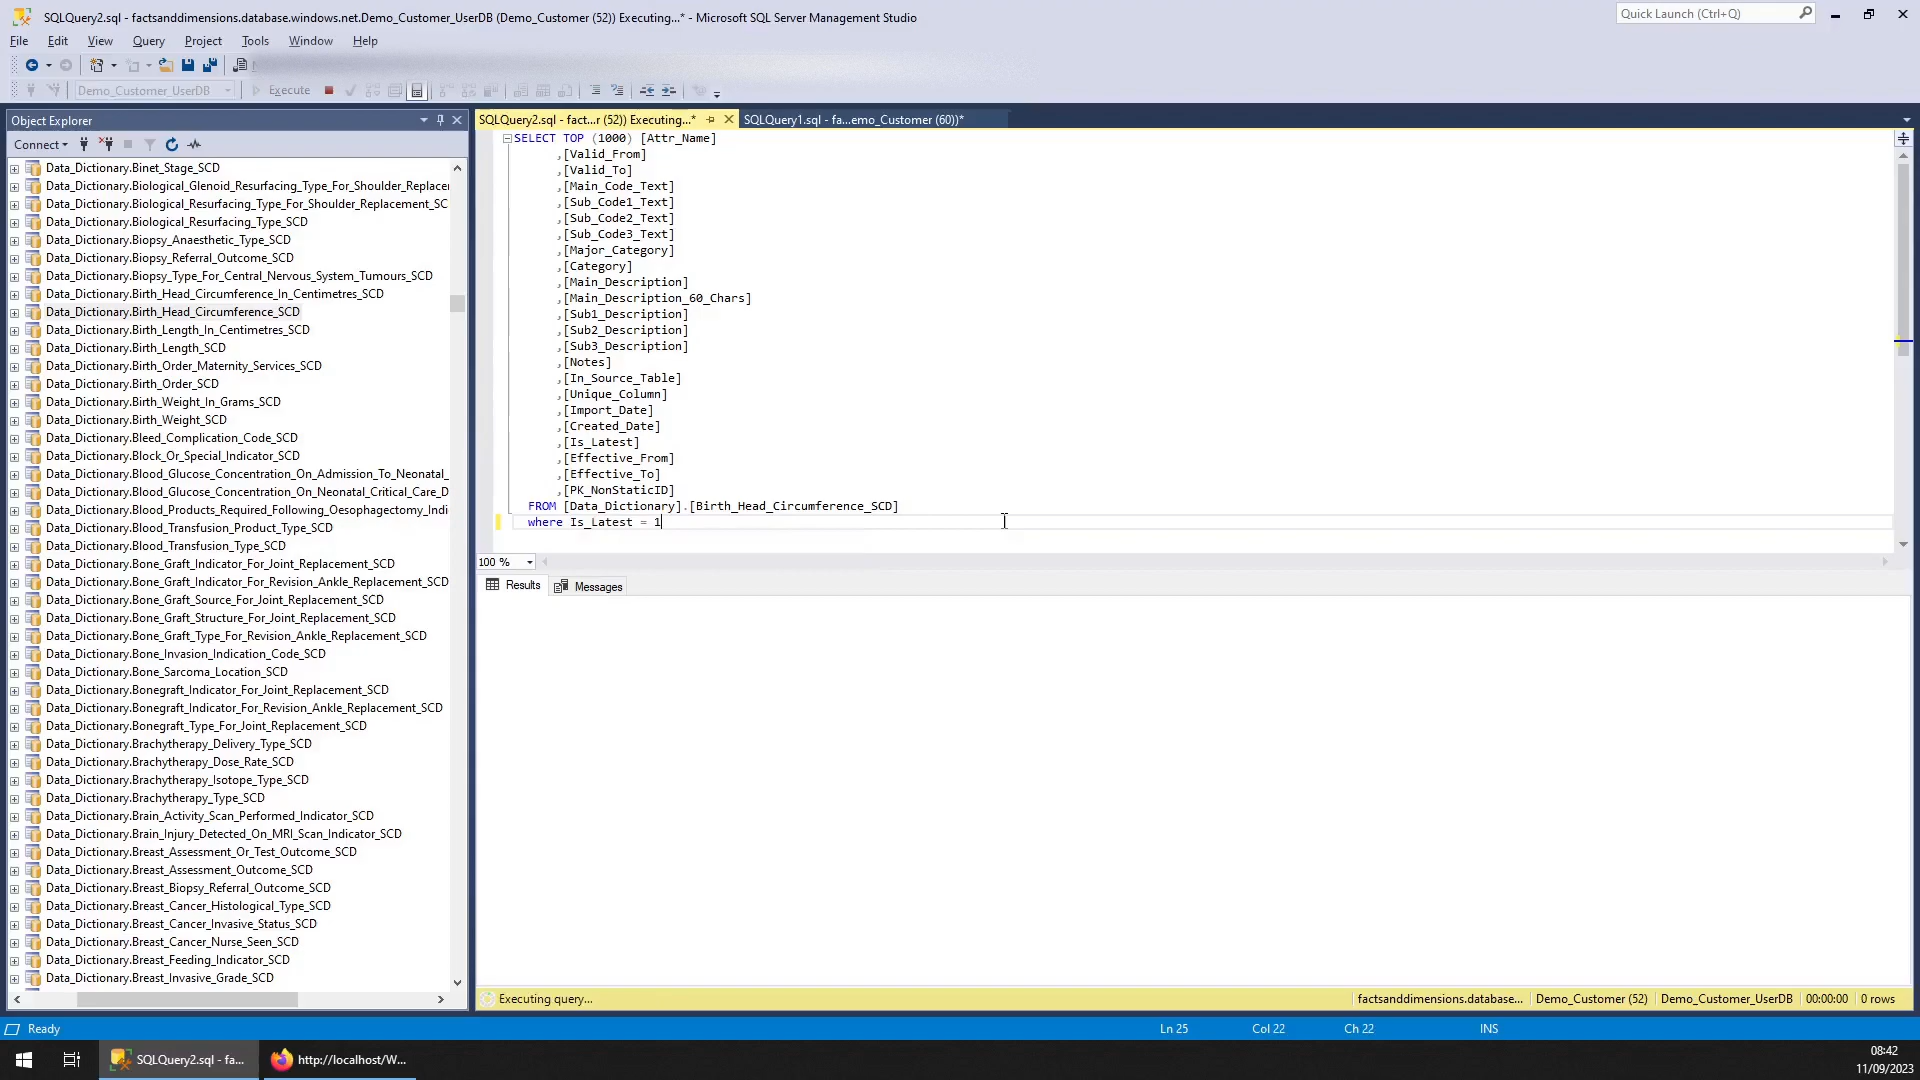 SQLQuery2.sql - factsanddimensions.database.windows.net.Demo_Customer_UserDB (Demo_Customer (52)) Executing...* - Microsoft SQL Server Management Studio
Quick Launch (Ctrl+Q)
File Edit View Query Project Tools Window Help
Demo_Customer_UserDB Execute
Object Explorer
Connect
Data_Dictionary.Binet_Stage_SCD
Data_Dictionary.Biological_Glenoid_Resurfacing_Type_For_Shoulder_Replacer
Data_Dictionary.Biological_Resurfacing_Type_For_Shoulder_Replacement_SC
Data_Dictionary.Biological_Resurfacing_Type_SCD
Data_Dictionary.Biopsy_Anaesthetic_Type_SCD
Data_Dictionary.Biopsy_Referral_Outcome_SCD
Data_Dictionary.Biopsy_Type_For_Central_Nervous_System_Tumours_SCD
Data_Dictionary.Birth_Head_Circumference_In_Centimetres_SCD
Data_Dictionary.Birth_Head_Circumference_SCD
Data_Dictionary.Birth_Length_In_Centimetres_SCD
Data_Dictionary.Birth_Length_SCD
Data_Dictionary.Birth_Order_Maternity_Services_SCD
Data_Dictionary.Birth_Order_SCD
Data_Dictionary.Birth_Weight_In_Grams_SCD
Data_Dictionary.Birth_Weight_SCD
Data_Dictionary.Bleed_Complication_Code_SCD
Data_Dictionary.Block_Or_Special_Indicator_SCD
Data_Dictionary.Blood_Glucose_Concentration_On_Admission_To_Neonatal_
Data_Dictionary.Blood_Glucose_Concentration_On_Neonatal_Critical_Care_D
Data_Dictionary.Blood_Products_Required_Following_Oesophagectomy_Indi
Data_Dictionary.Blood_Transfusion_Product_Type_SCD
Data_Dictionary.Blood_Transfusion_Type_SCD
Data_Dictionary.Bone_Graft_Indicator_For_Joint_Replacement_SCD
Data_Dictionary.Bone_Graft_Indicator_For_Revision_Ankle_Replacement_SCD
Data_Dictionary.Bone_Graft_Source_For_Joint_Replacement_SCD
Data_Dictionary.Bone_Graft_Structure_For_Joint_Replacement_SCD
Data_Dictionary.Bone_Graft_Type_For_Revision_Ankle_Replacement_SCD
Data_Dictionary.Bone_Invasion_Indication_Code_SCD
Data_Dictionary.Bone_Sarcoma_Location_SCD
Data_Dictionary.Bonegraft_Indicator_For_Joint_Replacement_SCD
Data_Dictionary.Bonegraft_Indicator_For_Revision_Ankle_Replacement_SCD
Data_Dictionary.Bonegraft_Type_For_Joint_Replacement_SCD
Data_Dictionary.Brachytherapy_Delivery_Type_SCD
Data_Dictionary.Brachytherapy_Dose_Rate_SCD
Data_Dictionary.Brachytherapy_Isotope_Type_SCD
Data_Dictionary.Brachytherapy_Type_SCD
Data_Dictionary.Brain_Activity_Scan_Performed_Indicator_SCD
Data_Dictionary.Brain_Injury_Detected_On_MRI_Scan_Indicator_SCD
Data_Dictionary.Breast_Assessment_Or_Test_Outcome_SCD
Data_Dictionary.Breast_Assessment_Outcome_SCD
Data_Dictionary.Breast_Biopsy_Referral_Outcome_SCD
Data_Dictionary.Breast_Cancer_Histological_Type_SCD
Data_Dictionary.Breast_Cancer_Invasive_Status_SCD
Data_Dictionary.Breast_Cancer_Nurse_Seen_SCD
Data_Dictionary.Breast_Feeding_Indicator_SCD
Data_Dictionary.Breast_Invasive_Grade_SCD
SQLQuery2.sql - fact...r (52)) Executing...* SQLQuery1.sql - fa...emo_Customer (60))*
SELECT TOP (1000) [Attr_Name]
,[Valid_From]
,[Valid_To]
,[Main_Code_Text]
,[Sub_Code1_Text]
,[Sub_Code2_Text]
,[Sub_Code3_Text]
,[Major_Category]
,[Category]
,[Main_Description]
,[Main_Description_60_Chars]
,[Sub1_Description]
,[Sub2_Description]
,[Sub3_Description]
,[Notes]
,[In_Source_Table]
,[Unique_Column]
,[Import_Date]
,[Created_Date]
,[Is_Latest]
,[Effective_From]
,[Effective_To]
,[PK_NonStaticID]
FROM [Data_Dictionary].[Birth_Head_Circumference_SCD]
where Is_Latest = 1
100 %
Results Messages
Executing query... factsanddimensions.database... Demo_Customer (52) Demo_Customer_UserDB 00:00:00 0 rows
Ready Ln 25 Col 22 Ch 22 INS
SQLQuery2.sql - fa... http://localhost/W... 08:42
11/09/2023